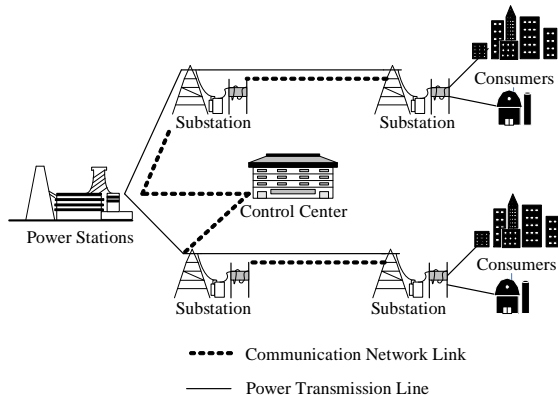 Consumers
Substation
Substation
Control Center
Power Stations
Consumers
Substation
Substation
Communication Network Link
Power Transmission Line